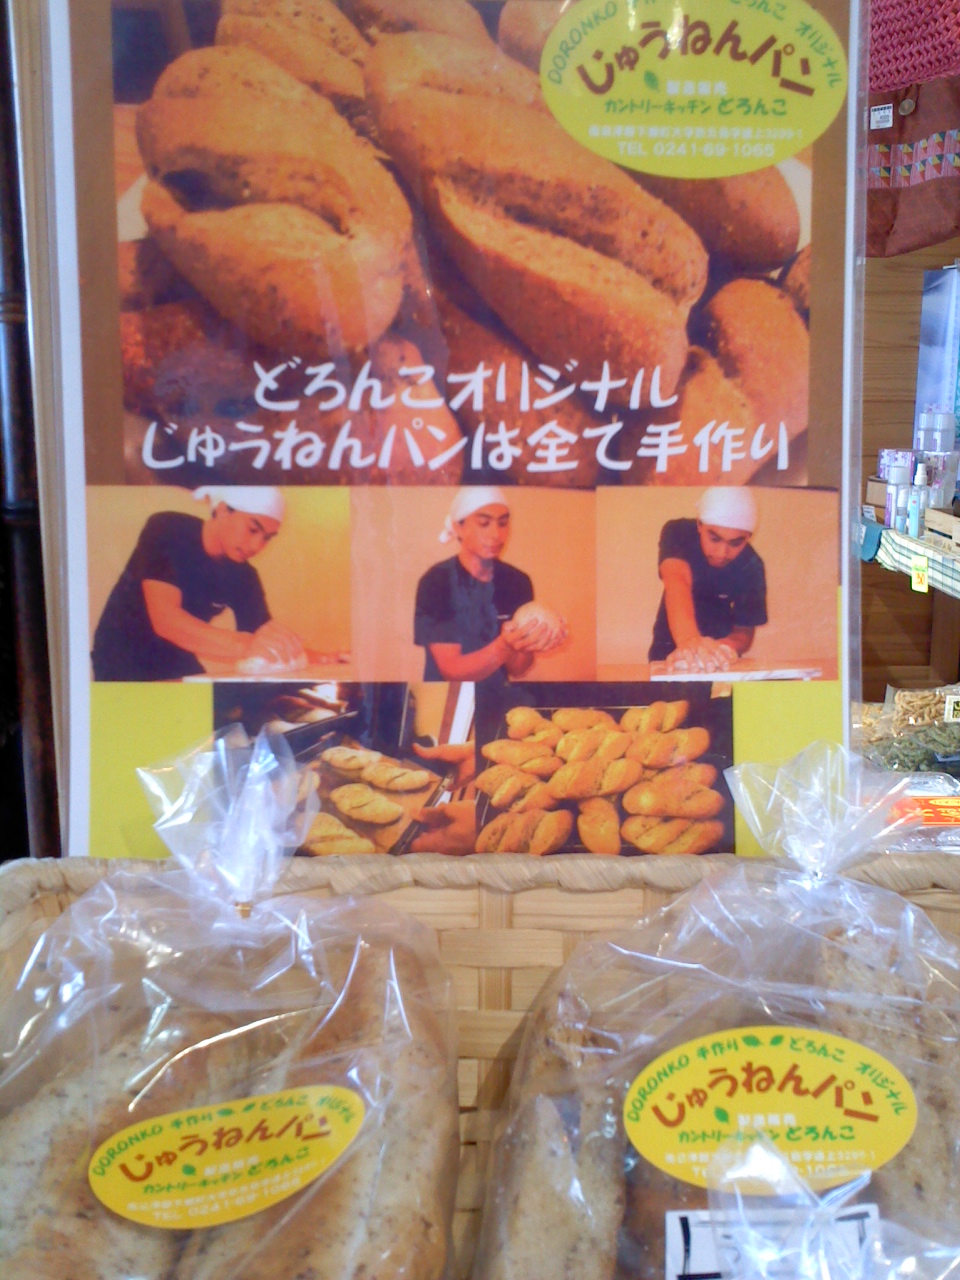 DORONKO 手作り どろんこ オリジナル
じゅうねんパン
製造販売
カントリーキッチン どろんこ
TEL 0241-69-1065
どろんこオリジナル
じゅうねんパンは全て手作り
DORONKO 手作り どろんこ オリジナル
じゅうねんパン
製造販売
カントリーキッチン どろんこ
TEL 0241-69 1065
DORONKO 手作り どろんこ オリジナル
じゅうねんパン
製造販売
カントリーキッチン どろんこ